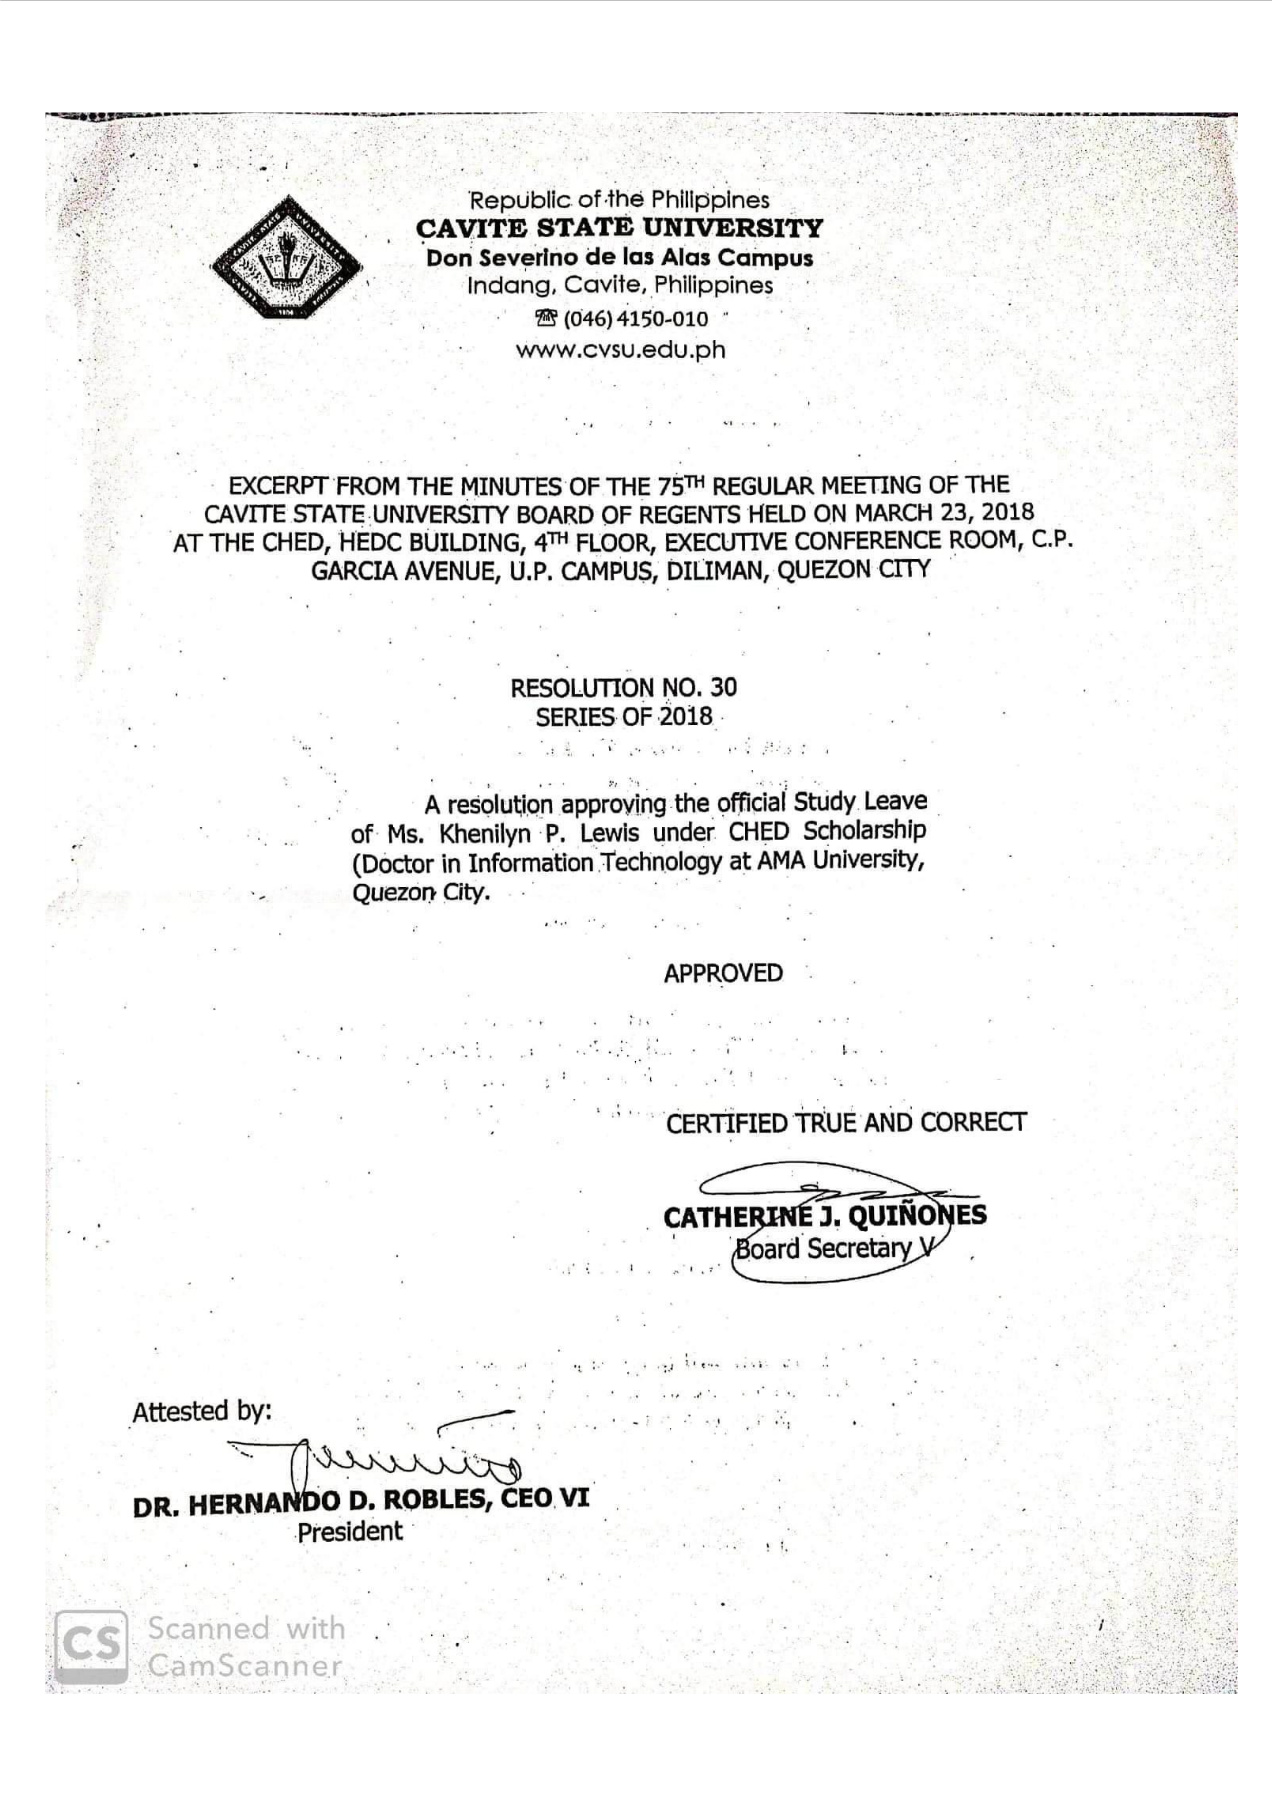 Republic of the Philippines
CAVITE STATE UNIVERSITY
Don Severino de las Alas Campus
Indang, Cavite, Philippines
☎ (046) 4150-010
www.cvsu.edu.ph
EXCERPT FROM THE MINUTES OF THE 75TH REGULAR MEETING OF THE
CAVITE STATE UNIVERSITY BOARD OF REGENTS HELD ON MARCH 23, 2018
AT THE CHED, HEDC BUILDING, 4TH FLOOR, EXECUTIVE CONFERENCE ROOM, C.P.
GARCIA AVENUE, U.P. CAMPUS, DILIMAN, QUEZON CITY
RESOLUTION NO. 30
SERIES OF 2018
A resolution approving the official Study Leave
of Ms. Khenilyn P. Lewis under CHED Scholarship
(Doctor in Information Technology at AMA University,
Quezon City.
APPROVED
CERTIFIED TRUE AND CORRECT
CATHERINE J. QUIÑONES
Board Secretary V
Attested by:
DR. HERNANDO D. ROBLES, CEO VI
President
CS Scanned with
CamScanner